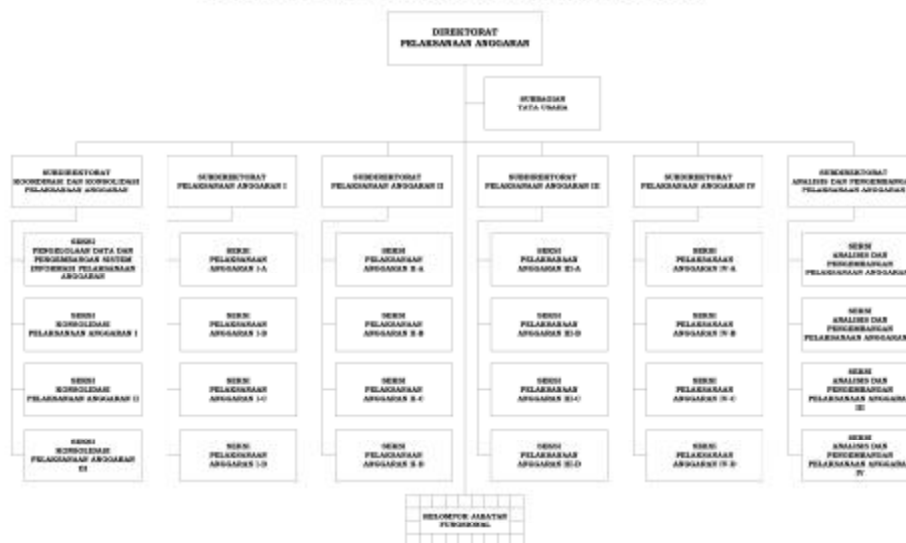 DIREKTORAT
PELAKSANAAN ANGGARAN
SUBBAGIAN
TATA USAHA
SUBDIREKTORAT
KOORDINASI DAN KONSOLIDASI
PELAKSANAAN ANGGARAN
SUBDIREKTORAT
PELAKSANAAN ANGGARAN I
SUBDIREKTORAT
PELAKSANAAN ANGGARAN II
SUBDIREKTORAT
PELAKSANAAN ANGGARAN III
SUBDIREKTORAT
PELAKSANAAN ANGGARAN IV
SUBDIREKTORAT
ANALISIS DAN PENGEMBANGAN
PELAKSANAAN ANGGARAN
SEKSI
PENGELOLAAN DATA DAN
PENGEMBANGAN SISTEM
INFORMASI PELAKSANAAN
ANGGARAN
SEKSI
PELAKSANAAN
ANGGARAN I-A
SEKSI
PELAKSANAAN
ANGGARAN II-A
SEKSI
PELAKSANAAN
ANGGARAN III-A
SEKSI
PELAKSANAAN
ANGGARAN IV-A
SEKSI
ANALISIS DAN
PENGEMBANGAN
PELAKSANAAN ANGGARAN
SEKSI
KONSOLIDASI
PELAKSANAAN ANGGARAN I
SEKSI
PELAKSANAAN
ANGGARAN I-B
SEKSI
PELAKSANAAN
ANGGARAN II-B
SEKSI
PELAKSANAAN
ANGGARAN III-B
SEKSI
PELAKSANAAN
ANGGARAN IV-B
SEKSI
ANALISIS DAN
PENGEMBANGAN
PELAKSANAAN ANGGARAN
SEKSI
KONSOLIDASI
PELAKSANAAN ANGGARAN II
SEKSI
PELAKSANAAN
ANGGARAN I-C
SEKSI
PELAKSANAAN
ANGGARAN II-C
SEKSI
PELAKSANAAN
ANGGARAN III-C
SEKSI
PELAKSANAAN
ANGGARAN IV-C
SEKSI
ANALISIS DAN
PENGEMBANGAN
PELAKSANAAN ANGGARA
III
SEKSI
KONSOLIDASI
PELAKSANAAN ANGGARAN
III
SEKSI
PELAKSANAAN
ANGGARAN I-D
SEKSI
PELAKSANAAN
ANGGARAN II-D
SEKSI
PELAKSANAAN
ANGGARAN III-D
SEKSI
PELAKSANAAN
ANGGARAN IV-D
SEKSI
ANALISIS DAN
PENGEMBANGAN
PELAKSANAAN ANGGARA
IV
KELOMPOK JABATAN
FUNGSIONAL